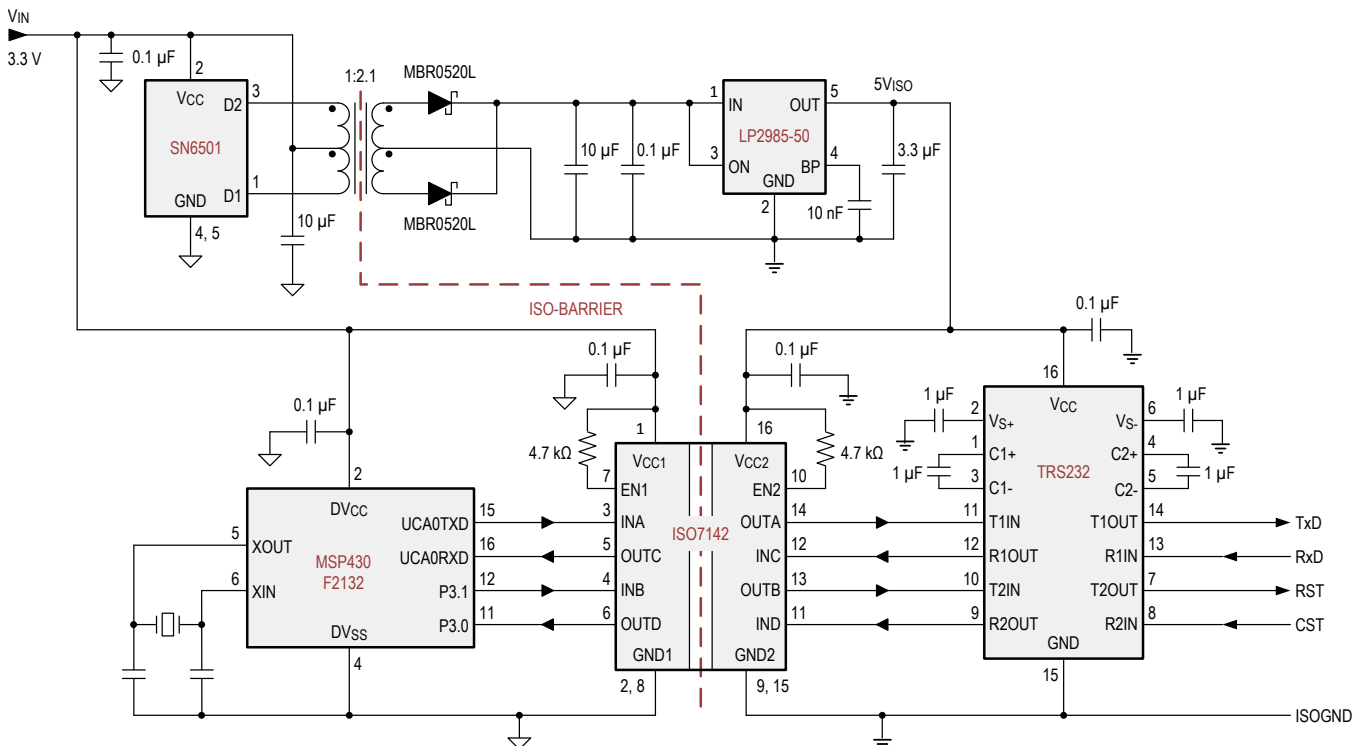 VIN
3.3 V
0.1 µF
2
VCC
D2
3
SN6501
D1
1
GND
4, 5
10 µF
1:2.1
MBR0520L
MBR0520L
10 µF
0.1 µF
1
IN
OUT
5
LP2985-50
3
ON
BP
4
GND
2
10 nF
5VISO
3.3 µF
ISO-BARRIER
0.1 µF
2
DVCC
5
XOUT
6
XIN
MSP430
F2132
UCA0TXD
15
UCA0RXD
16
P3.1
12
P3.0
11
DVSS
4
0.1 µF
4.7 kΩ
1
VCC1
7
EN1
3
INA
5
OUTC
4
INB
6
OUTD
GND1
2, 8
ISO7142
0.1 µF
4.7 kΩ
16
VCC2
EN2
10
OUTA
14
INC
12
OUTB
13
IND
11
GND2
9, 15
0.1 µF
16
VCC
1 µF
2
VS+
1
C1+
1 µF
3
C1-
TRS232
VS-
6
1 µF
C2+
4
C2-
5
1 µF
11
T1IN
T1OUT
14
TxD
12
R1OUT
R1IN
13
RxD
10
T2IN
T2OUT
7
RST
9
R2OUT
R2IN
8
CST
GND
15
ISOGND